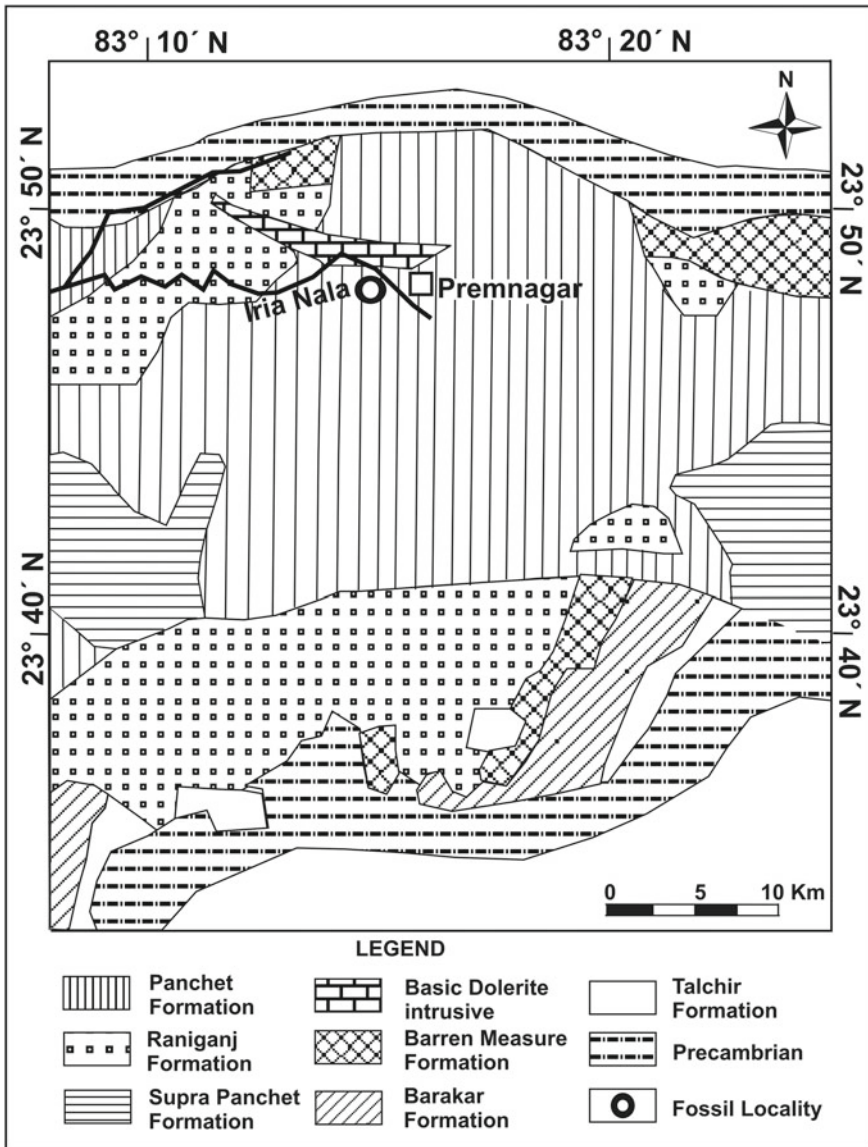 83° 10´ N
83° 20´ N
N
23° 50´ N
23° 50´ N
Iria Nala
Premnagar
23° 40´ N
23° 40´ N
0 5 10 Km
LEGEND
Panchet
Formation
Basic Dolerite
intrusive
Talchir
Formation
Raniganj
Formation
Barren Measure
Formation
Precambrian
Supra Panchet
Formation
Barakar
Formation
Fossil Locality